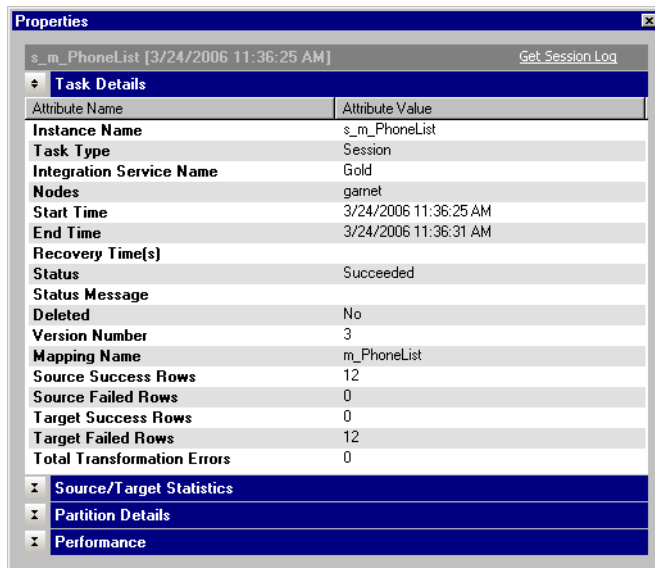 Properties
s_m_PhoneList [3/24/2006 11:36:25 AM] Get Session Log
Task Details
Attribute Name Attribute Value
Instance Name s_m_PhoneList
Task Type Session
Integration Service Name Gold
Nodes garnet
Start Time 3/24/2006 11:36:25 AM
End Time 3/24/2006 11:36:31 AM
Recovery Time(s)
Status Succeeded
Status Message
Deleted No
Version Number 3
Mapping Name m_PhoneList
Source Success Rows 12
Source Failed Rows 0
Target Success Rows 0
Target Failed Rows 12
Total Transformation Errors 0
Source/Target Statistics
Partition Details
Performance